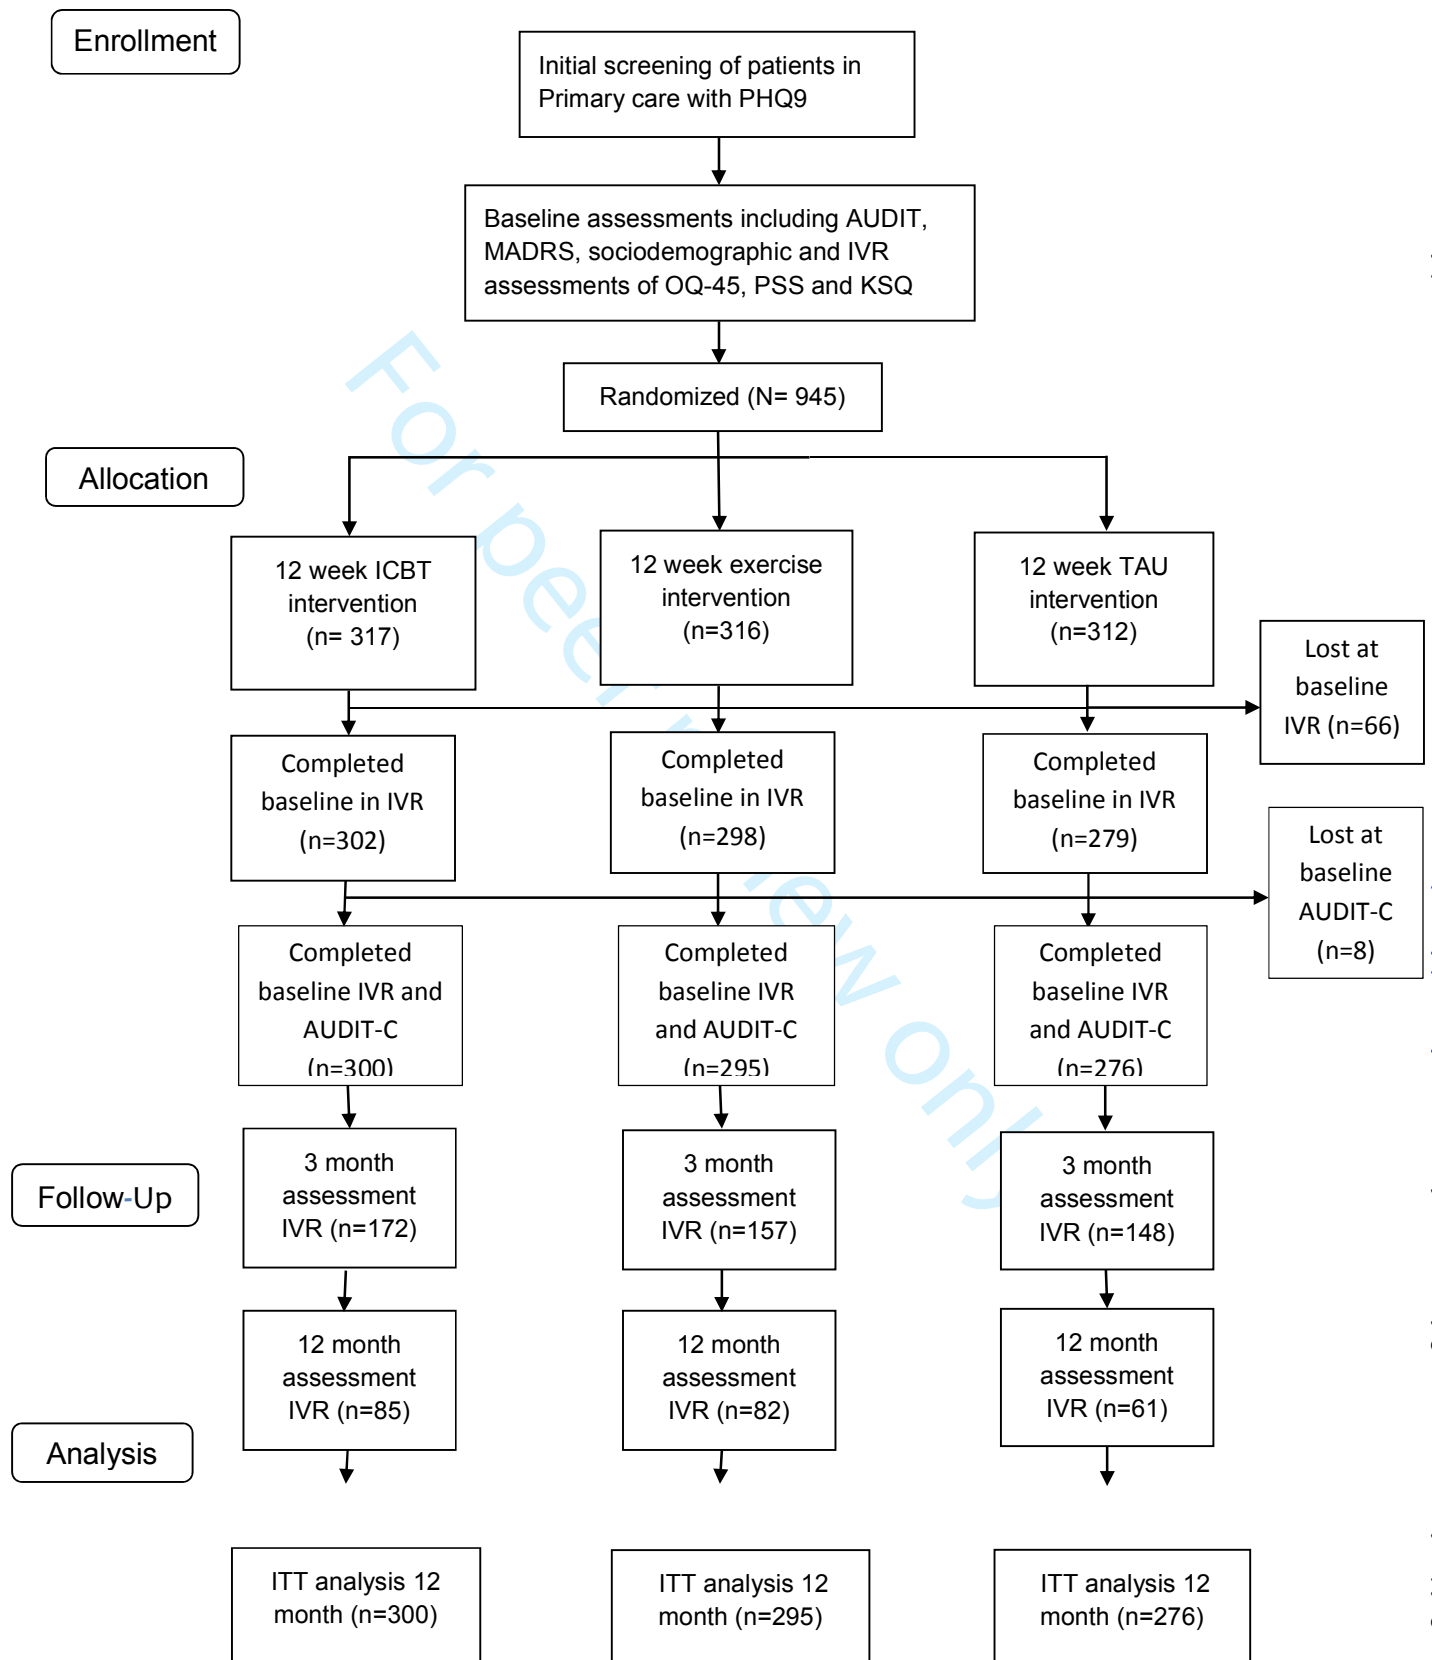 Enrollment
Initial screening of patients in
Primary care with PHQ9
Baseline assessments including AUDIT,
MADRS, sociodemographic and IVR
assessments of OQ-45, PSS and KSQ
Randomized (N= 945)
Allocation
12 week ICBT
intervention
(n= 317)
12 week exercise
intervention
(n=316)
12 week TAU
intervention
(n=312)
Lost at
baseline
IVR (n=66)
Completed
baseline in IVR
(n=302)
Completed
baseline in IVR
(n=298)
Completed
baseline in IVR
(n=279)
Lost at
baseline
AUDIT-C
(n=8)
Completed
baseline IVR and
AUDIT-C
(n=300)
Completed
baseline IVR
and AUDIT-C
(n=295)
Completed
baseline IVR
and AUDIT-C
(n=276)
Follow-Up
3 month
assessment
IVR (n=172)
3 month
assessment
IVR (n=157)
3 month
assessment
IVR (n=148)
12 month
assessment
IVR (n=85)
12 month
assessment
IVR (n=82)
12 month
assessment
IVR (n=61)
Analysis
ITT analysis 12
month (n=300)
ITT analysis 12
month (n=295)
ITT analysis 12
month (n=276)
For peer review only